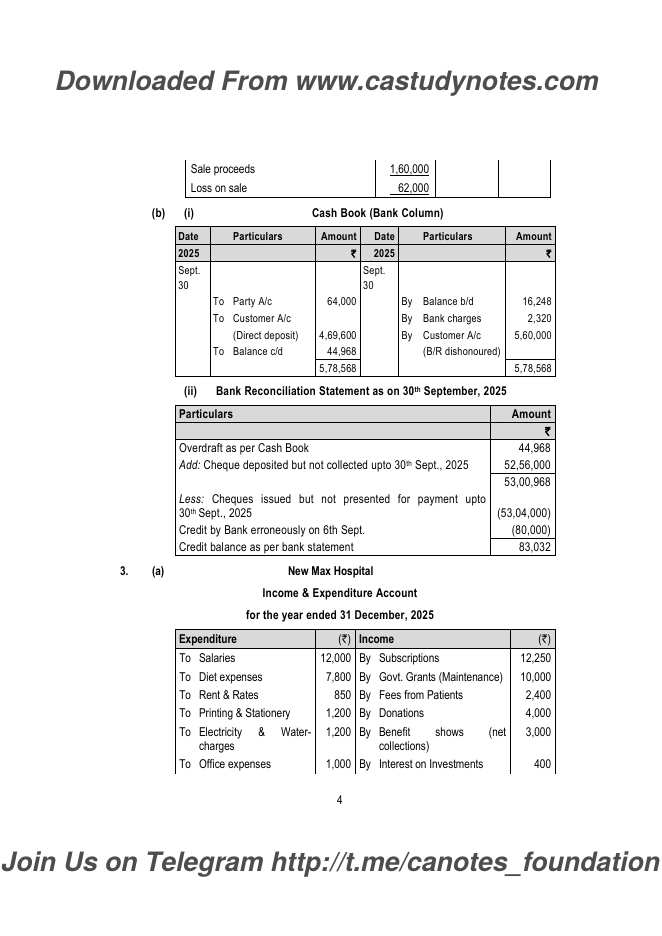 Downloaded From www.castudynotes.com
Sale proceeds 1,60,000
Loss on sale 62,000
(b) (i) Cash Book (Bank Column)
Date Particulars Amount Date Particulars Amount
2025 ₹ 2025 ₹
Sept. Sept.
30 30
To Party A/c 64,000 By Balance b/d 16,248
To Customer A/c By Bank charges 2,320
(Direct deposit) 4,69,600 By Customer A/c 5,60,000
To Balance c/d 44,968 (B/R dishonoured)
5,78,568 5,78,568
(ii) Bank Reconciliation Statement as on 30th September, 2025
Particulars Amount
₹
Overdraft as per Cash Book 44,968
Add: Cheque deposited but not collected upto 30th Sept., 2025 52,56,000
53,00,968
Less: Cheques issued but not presented for payment upto
30th Sept., 2025 (53,04,000)
Credit by Bank erroneously on 6th Sept. (80,000)
Credit balance as per bank statement 83,032
3. (a) New Max Hospital
Income & Expenditure Account
for the year ended 31 December, 2025
Expenditure (₹) Income (₹)
To Salaries 12,000 By Subscriptions 12,250
To Diet expenses 7,800 By Govt. Grants (Maintenance) 10,000
To Rent & Rates 850 By Fees from Patients 2,400
To Printing & Stationery 1,200 By Donations 4,000
To Electricity & Water- 1,200 By Benefit shows (net 3,000
charges collections)
To Office expenses 1,000 By Interest on Investments 400
4
Join Us on Telegram http://t.me/canotes_foundation